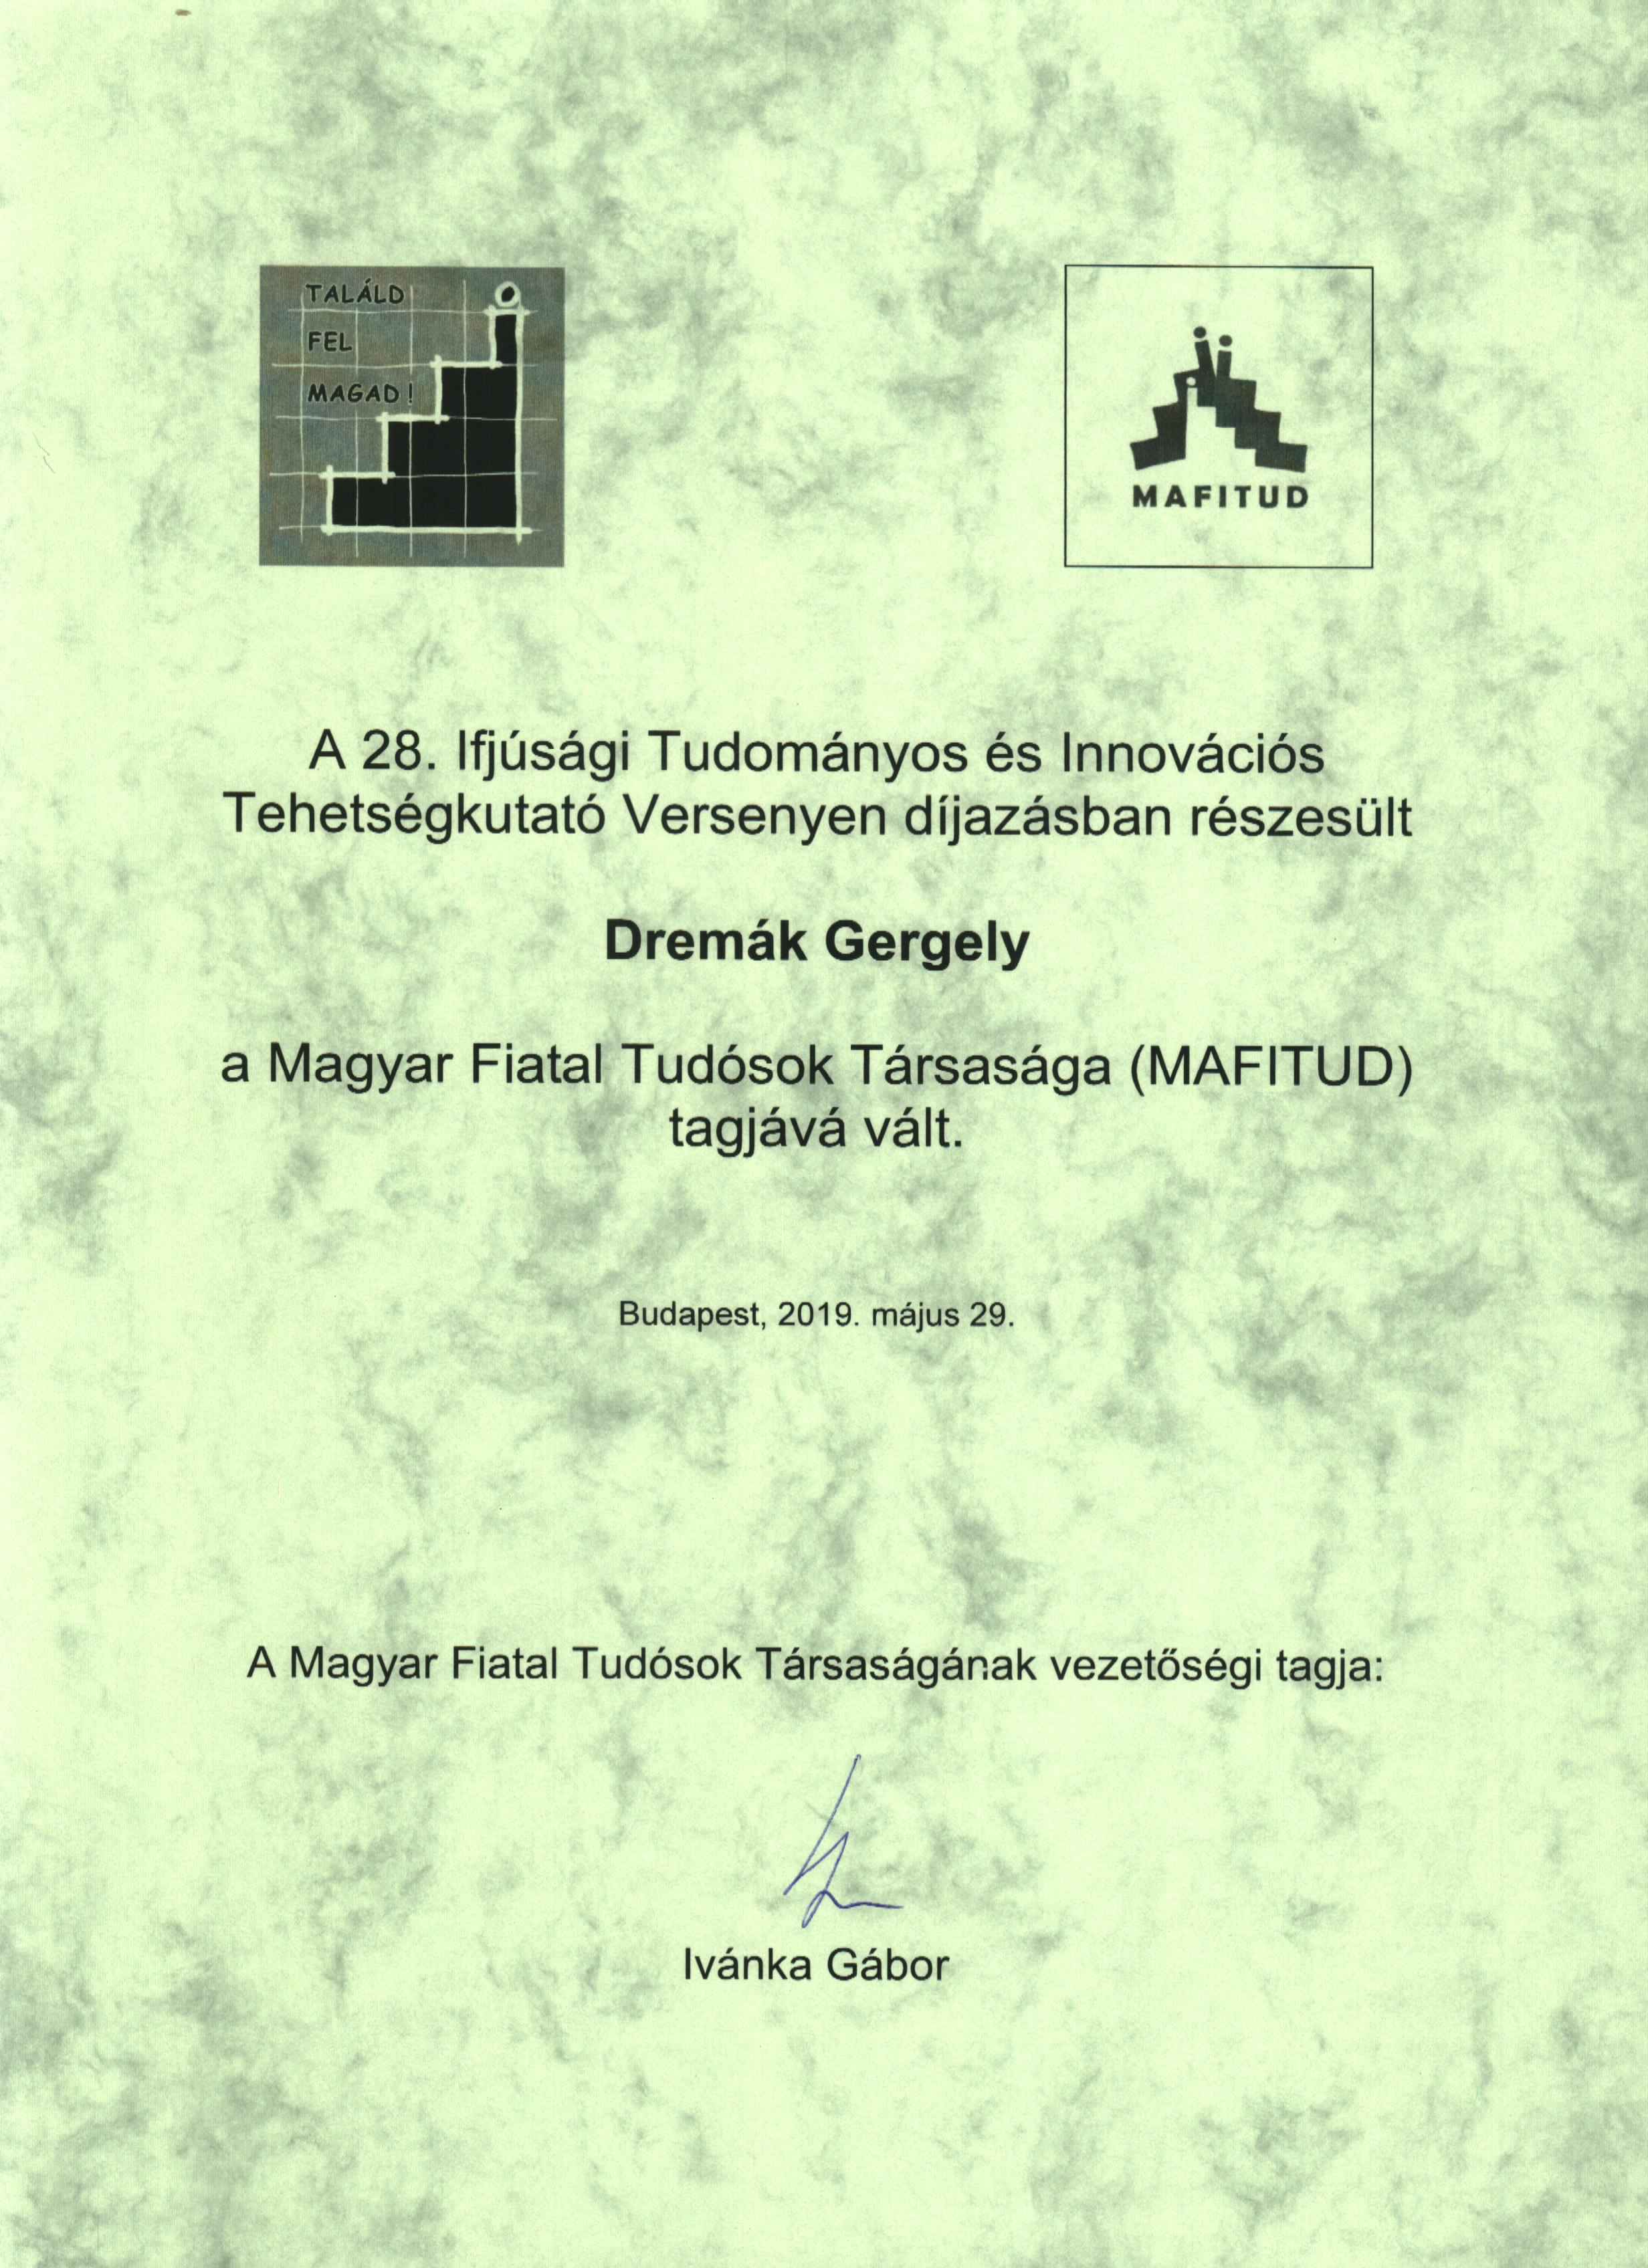 TALÁLD
FEL
MAGAD!
MAFITUD
A 28. Ifjúsági Tudományos és Innovációs
Tehetségkutató Versenyen díjazásban részesült
Dremák Gergely
a Magyar Fiatal Tudósok Társasága (MAFITUD)
tagjává vált.
Budapest, 2019. május 29.
A Magyar Fiatal Tudósok Társaságának vezetőségi tagja:
Ivánka Gábor